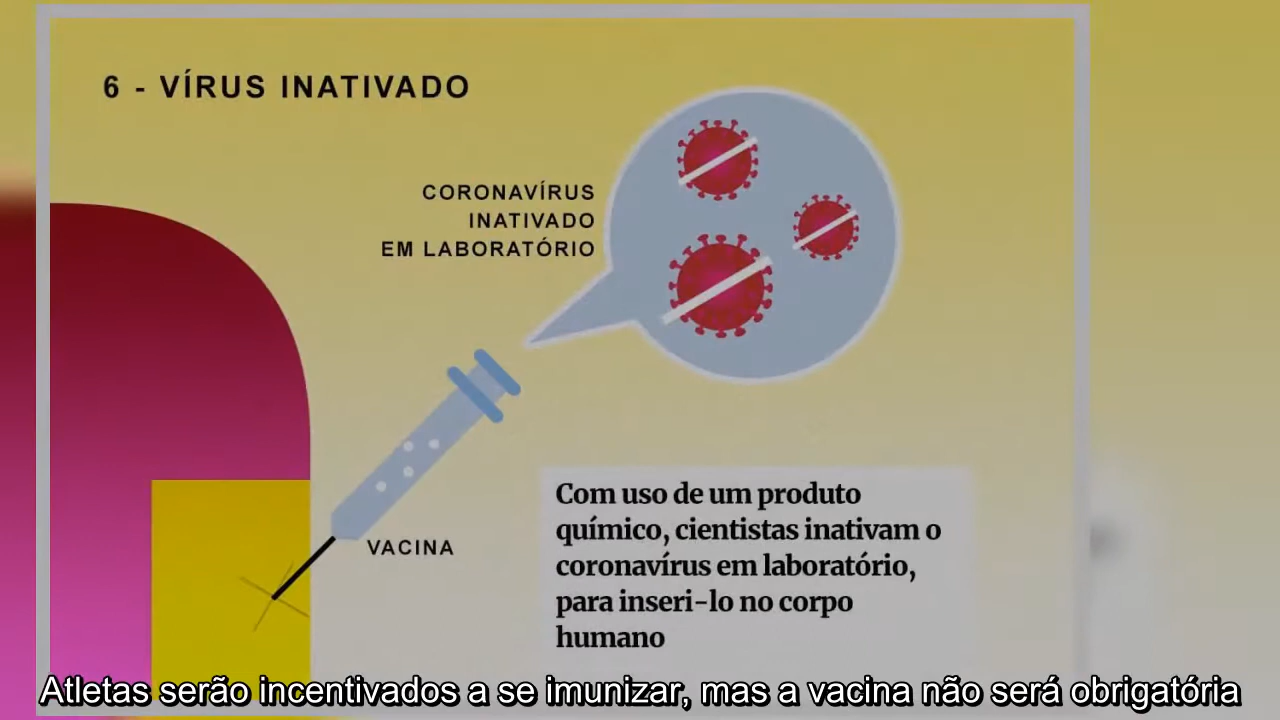 6 - VÍRUS INATIVADO
CORONAVÍRUS
INATIVADO
EM LABORATÓRIO
VACINA
Com uso de um produto
químico, cientistas inativam o
coronavírus em laboratório,
para inseri-lo no corpo
humano
Atletas serão incentivados a se imunizar, mas a vacina não será obrigatória